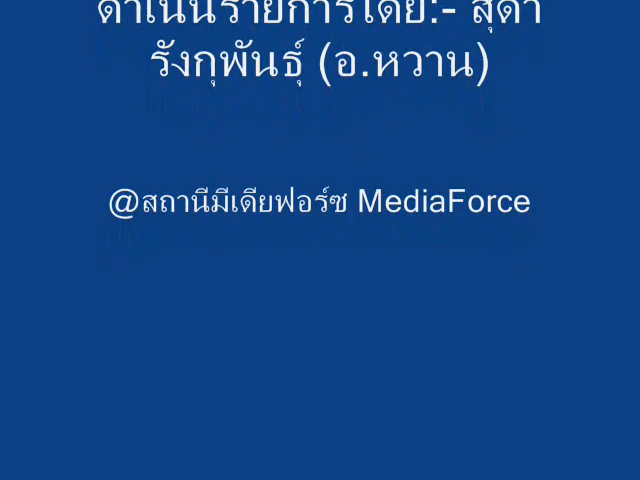 ดำเนินรายการโดย:- สุดา
รังกุพันธุ์ (อ.หวาน)
@สถานีมีเดียฟอร์ซ MediaForce